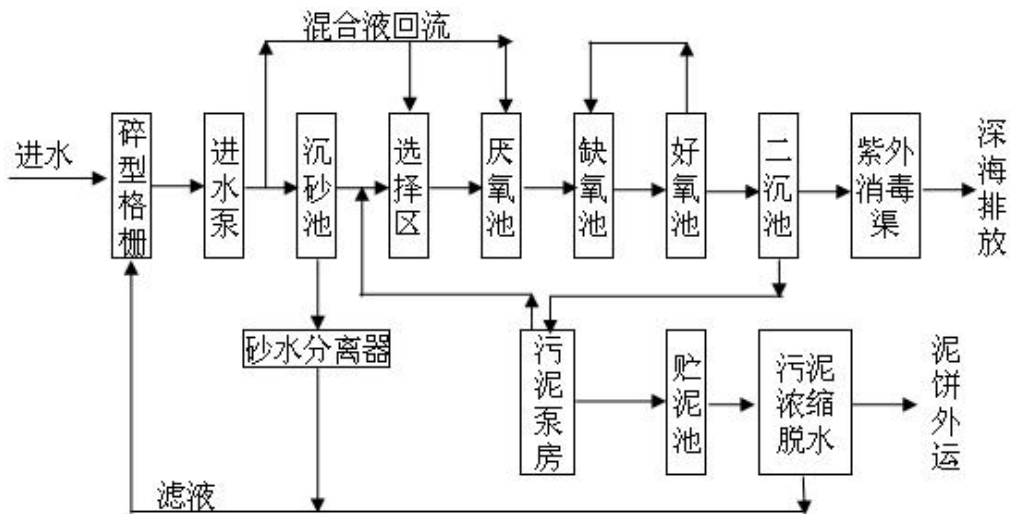 混合液回流
进水
碎型格栅
进水泵
沉砂池
选择区
厌氧池
缺氧池
好氧池
二沉池
紫外
消毒
渠
深海排放
砂水分离器
污泥泵房
贮泥池
污泥
浓缩
脱水
泥饼外运
滤液